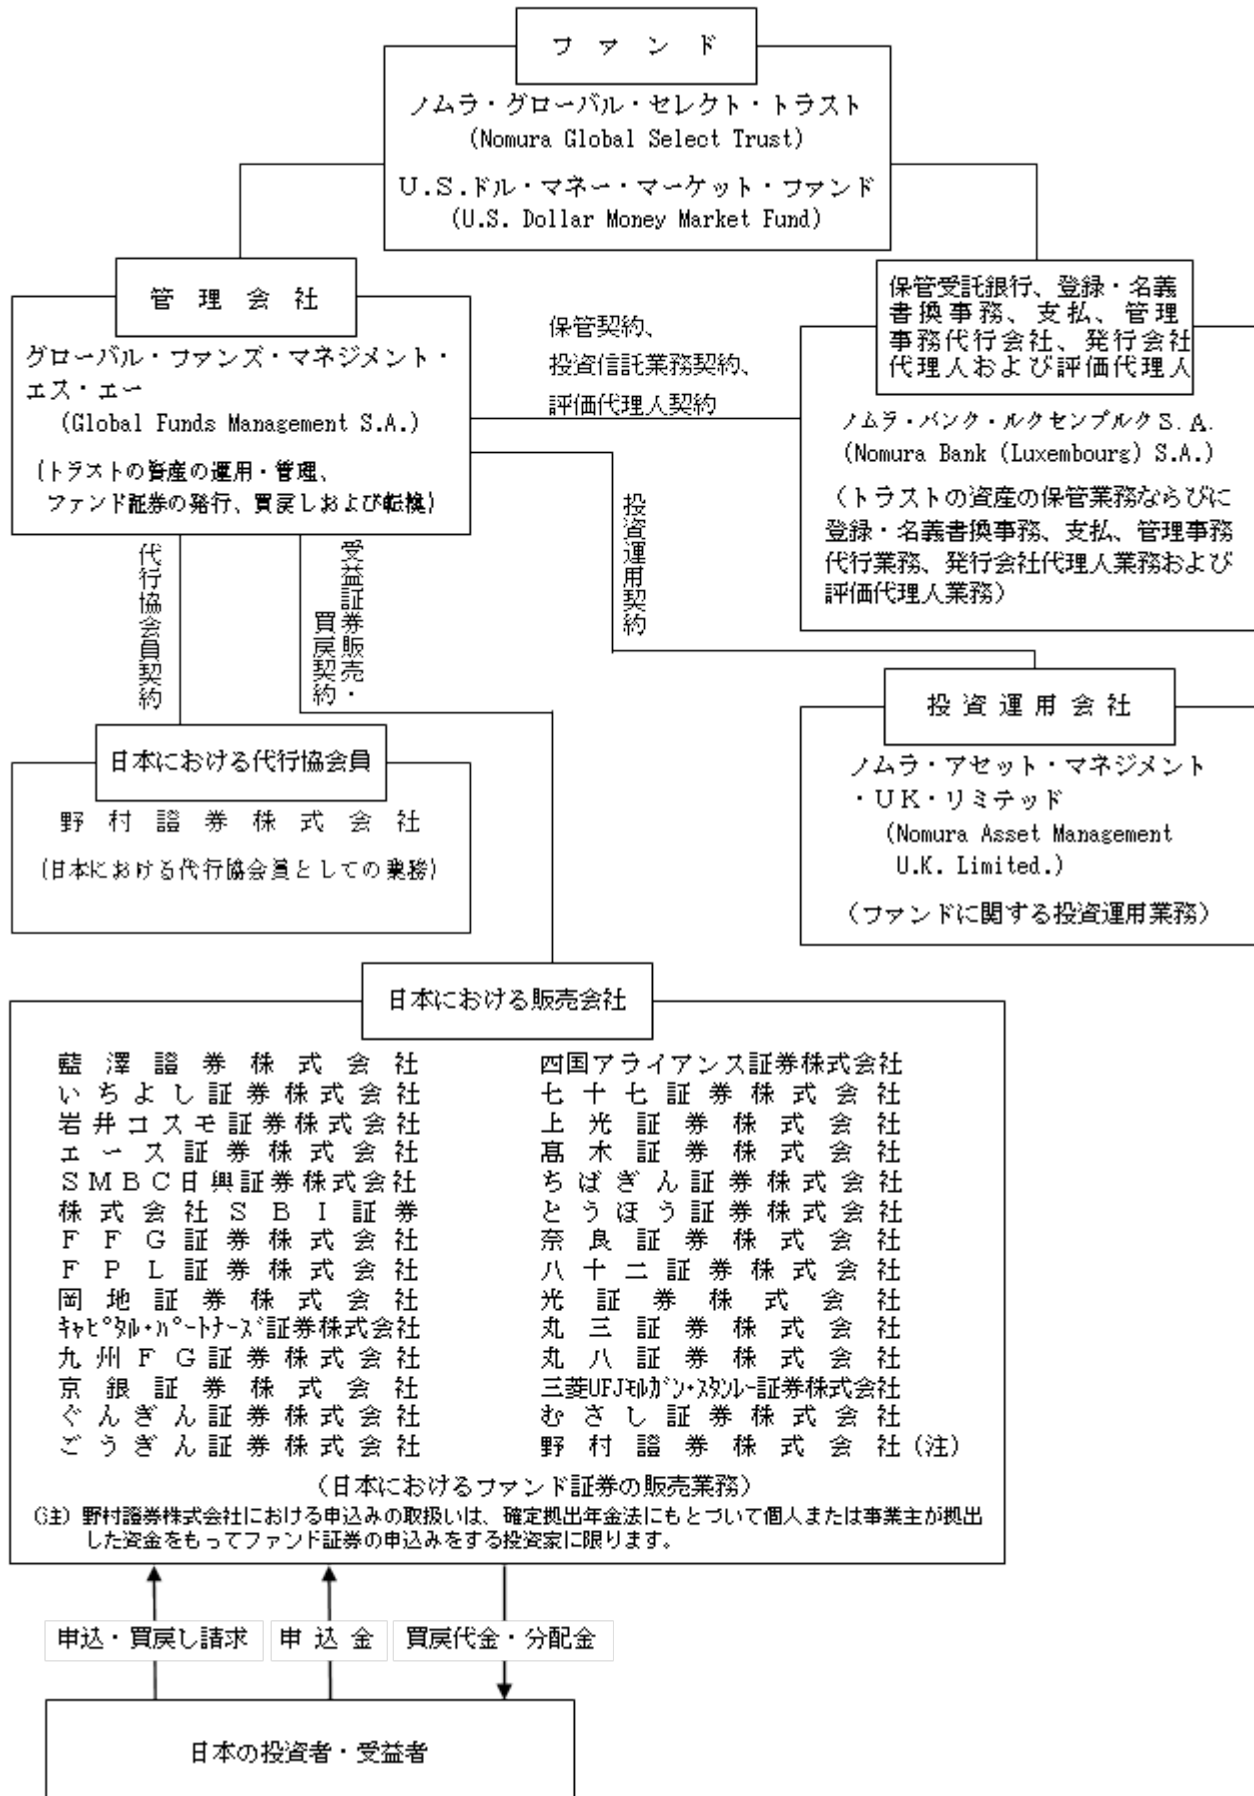 ファンド
ノムラ・グローバル・セレクト・トラスト
(Nomura Global Select Trust)
U.S.ドル・マネー・マーケット・ファンド
(U.S. Dollar Money Market Fund)
管理会社
グローバル・ファンズ・マネジメント・
エス・エー
(Global Funds Management S.A.)
(トラストの資産の運用・管理、
ファンド証券の発行、買戻しおよび転換)
保管契約、
投資信託業務契約、
評価代理人契約
保管受託銀行、登録・名義
書換事務、支払、管理
事務代行会社、発行会社
代理人および評価代理人
ノムラ・バンク・ルクセンブルクS.A.
(Nomura Bank (Luxembourg) S.A.)
(トラストの資産の保管業務ならびに
登録・名義書換事務、支払、管理事務
代行業務、発行会社代理人業務および
評価代理人業務)
代行協会員契約
受益証券販売・
買戻契約
投資運用契約
投資運用会社
ノムラ・アセット・マネジメント
・UK・リミテッド
(Nomura Asset Management
U.K. Limited.)
(ファンドに関する投資運用業務)
日本における代行協会員
野村證券株式会社
(日本における代行協会員としての業務)
日本における販売会社
藍澤證券株式会社
いちよし証券株式会社
岩井コスモ証券株式会社
エース証券株式会社
SMBC日興証券株式会社
株式会社SBI証券
FFG証券株式会社
FPL証券株式会社
岡地証券株式会社
ｷｬﾋﾟﾀﾙ･ﾊﾟｰﾄﾅｰｽﾞ証券株式会社
九州FG証券株式会社
京銀証券株式会社
ぐんぎん証券株式会社
ごうぎん証券株式会社
四国アライアンス証券株式会社
七十七証券株式会社
上光証券株式会社
髙木証券株式会社
ちばぎん証券株式会社
とうほう証券株式会社
奈良証券株式会社
八十二証券株式会社
光証券株式会社
丸三証券株式会社
丸八証券株式会社
三菱UFJﾓﾙｶﾞﾝ･ｽﾀﾝﾚｰ証券株式会社
むさし証券株式会社
野村證券株式会社(注)
(日本におけるファンド証券の販売業務)
(注) 野村證券株式会社における申込みの取扱いは、確定拠出年金法にもとづいて個人または事業主が拠出
した資金をもってファンド証券の申込みをする投資家に限ります。
申込・買戻し請求
申込金
買戻代金・分配金
日本の投資者・受益者